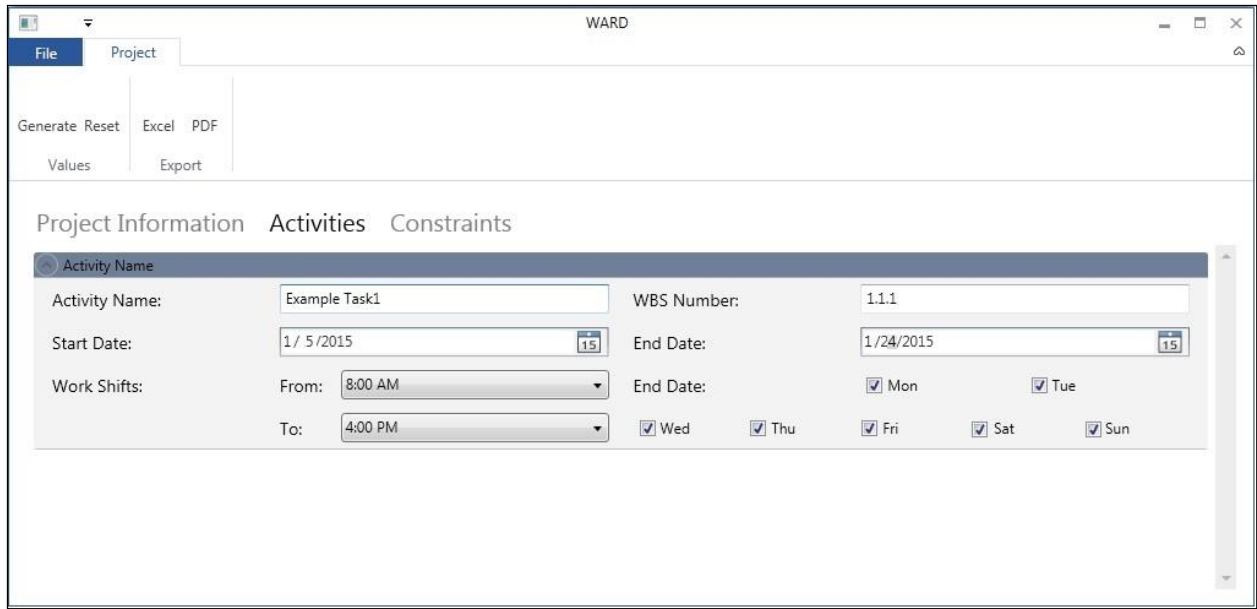 WARD
File Project
Generate Reset Excel PDF
Values Export
Project Information Activities Constraints
Activity Name
Activity Name: Example Task1 WBS Number: 1.1.1
Start Date: 1/ 5/2015 15 End Date: 1/24/2015 15
Work Shifts: From: 8:00 AM End Date: Mon Tue
To: 4:00 PM Wed Thu Fri Sat Sun